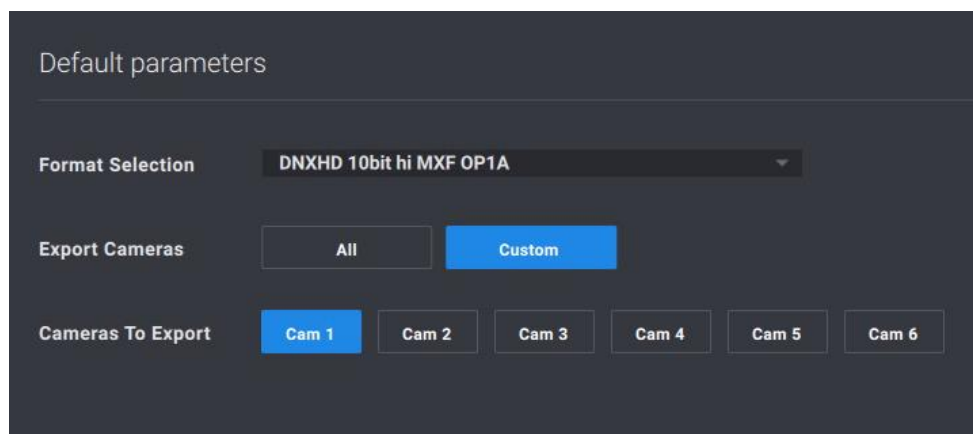 Default parameters
Format Selection DNXHD 10bit hi MXF OP1A
Export Cameras All Custom
Cameras To Export Cam 1 Cam 2 Cam 3 Cam 4 Cam 5 Cam 6